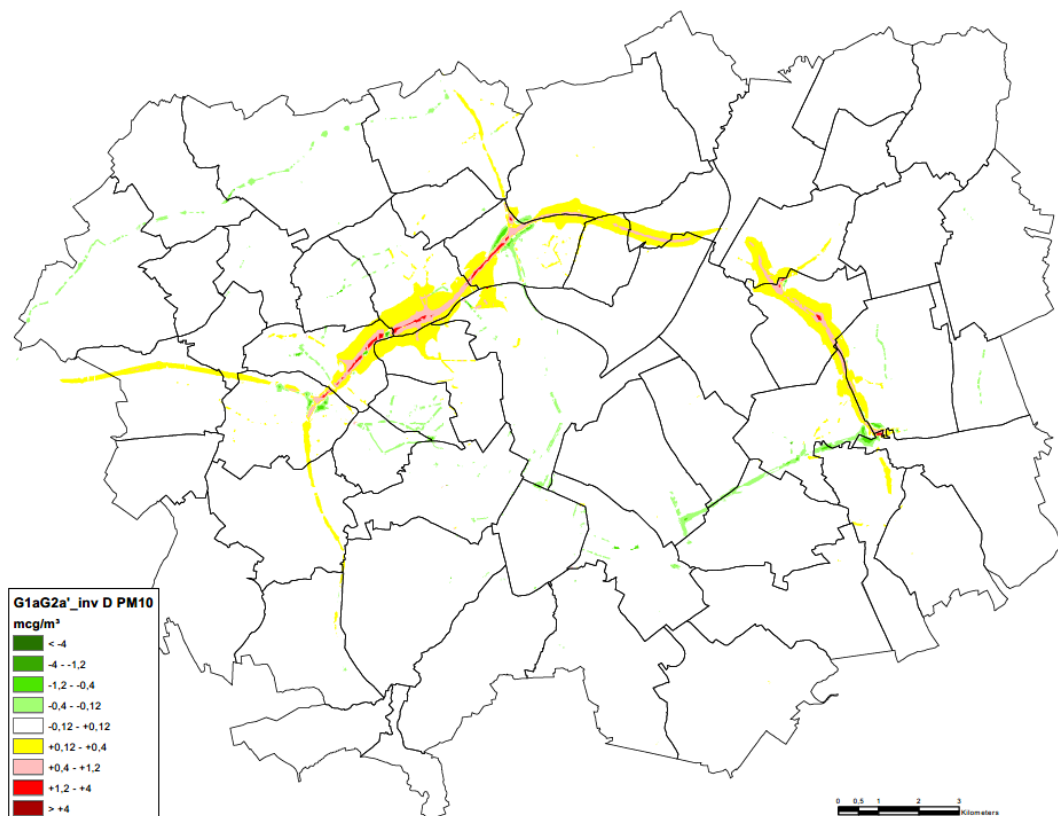 G1aG2a'_inv D PM10
mcg/m³
< -4
-4 - -1,2
-1,2 - -0,4
-0,4 - -0,12
-0,12 - +0,12
+0,12 - +0,4
+0,4 - +1,2
+1,2 - +4
> +4
0 0,5 1 2 3
Kilometers